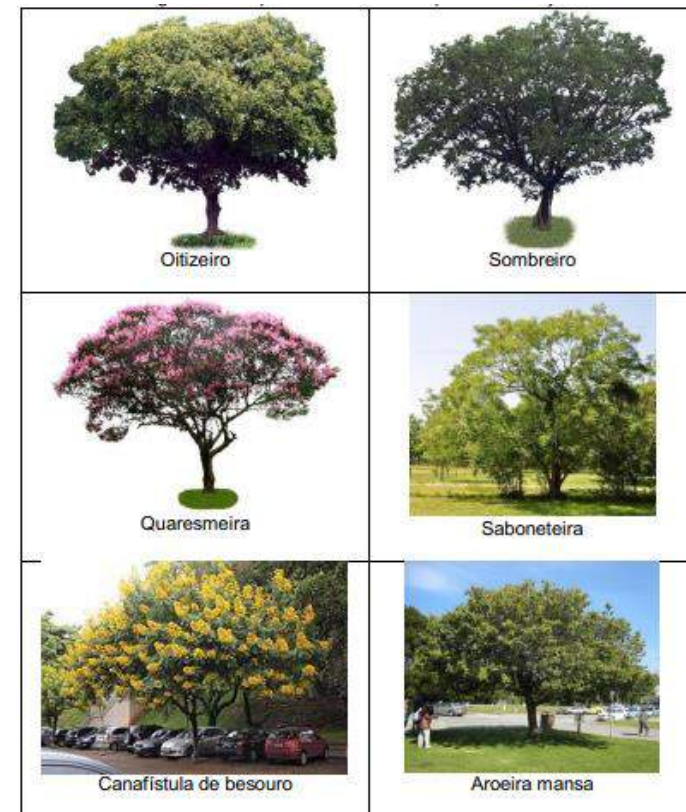 Oitizeiro
Sombreiro
Quaresmeira
Saboneteira
Canafístula de besouro
Aroeira mansa